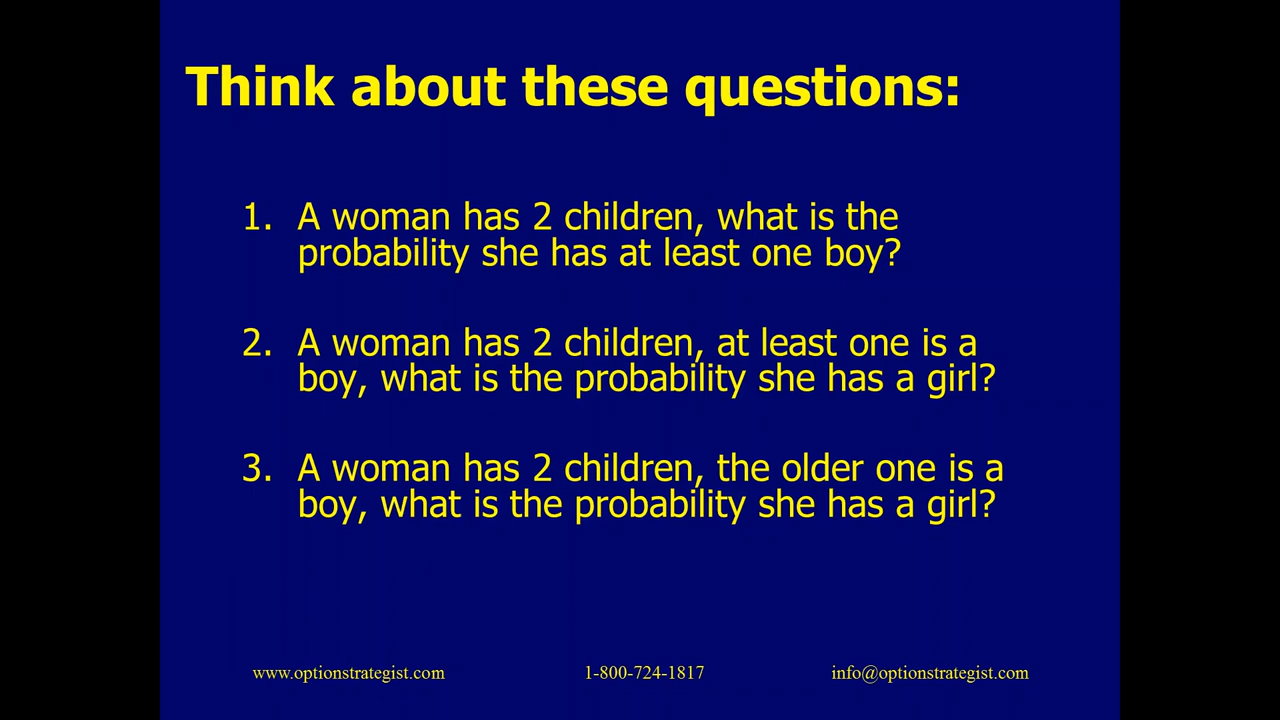 Think about these questions:
1. A woman has 2 children, what is the
probability she has at least one boy?
2. A woman has 2 children, at least one is a
boy, what is the probability she has a girl?
3. A woman has 2 children, the older one is a
boy, what is the probability she has a girl?
www.optionstrategist.com 1-800-724-1817 info@optionstrategist.com